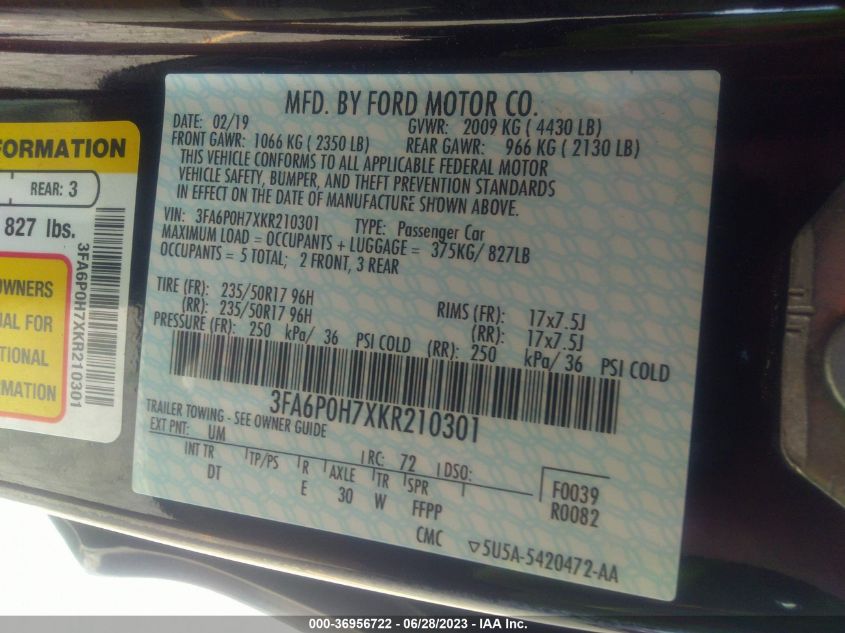 MFD. BY FORD MOTOR CO.
DATE: 02/19 GVWR: 2009 KG ( 4430 LB)
FRONT GAWR: 1066 KG ( 2350 LB) REAR GAWR: 966 KG ( 2130 LB)
THIS VEHICLE CONFORMS TO ALL APPLICABLE FEDERAL MOTOR
VEHICLE SAFETY, BUMPER, AND THEFT PREVENTION STANDARDS
IN EFFECT ON THE DATE OF MANUFACTURE SHOWN ABOVE.
VIN: 3FA6P0H7XKR210301 TYPE: Passenger Car
MAXIMUM LOAD = OCCUPANTS + LUGGAGE = 375KG/ 827LB
OCCUPANTS = 5 TOTAL; 2 FRONT, 3 REAR
TIRE (FR): 235/50R17 96H RIMS (FR): 17x7.5J
(RR): 235/50R17 96H (RR): 17x7.5J
PRESSURE (FR): 250 kPa/ 36 PSI COLD (RR): 250 kPa/ 36 PSI COLD
3FA6P0H7XKR210301
TRAILER TOWING - SEE OWNER GUIDE
EXT PNT: UM RC: 72 DSO:
INT TR TP/PS R AXLE TR SPR F0039
DT E 30 W FFPP R0082
CMC 5U5A-5420472-AA
FORMATION
REAR: 3
827 lbs.
OWNERS
UAL FOR
TIONAL
RMATION
3FA6P0H7XKR210301
000-36956722 - 06/28/2023 - IAA Inc.